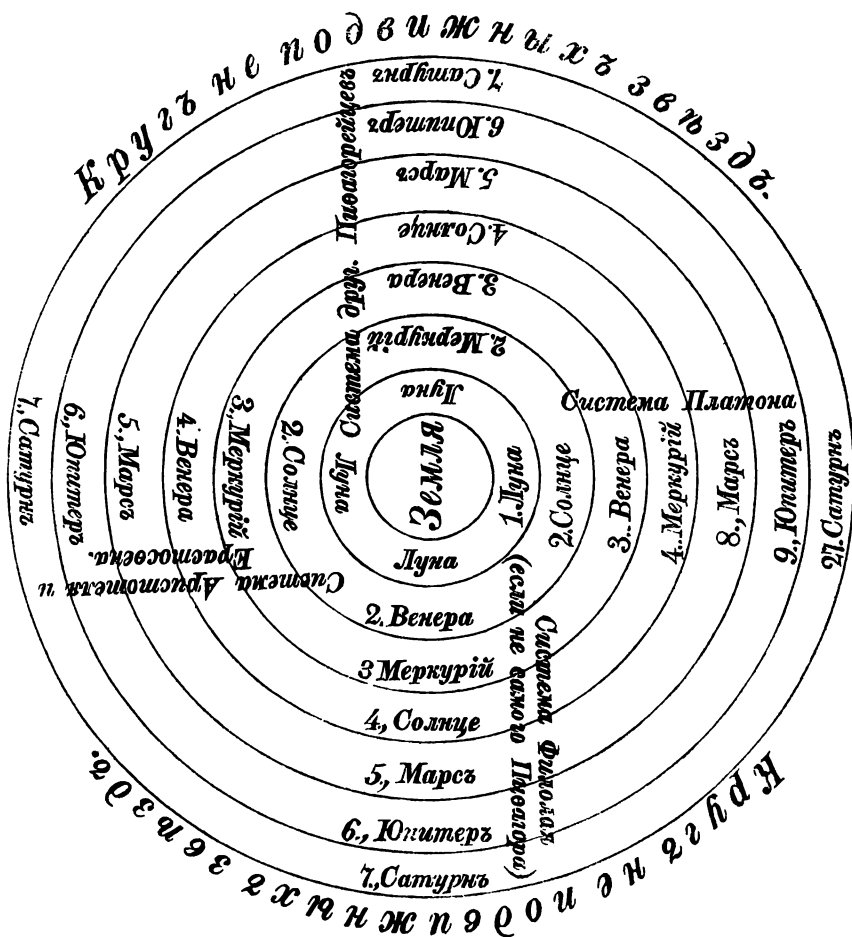 Кругъ неподвижныхъ звѣздъ.
7. Сатурнъ
6. Юпитеръ
5. Марсъ
4. Солнце
3. Венера
2. Меркурій
Луна
Система друг. Пиѳагорейцевъ
Земля
Система Платона
1. Луна
2. Солнце
3.. Венера
4.. Меркурій
8., Марсъ
9., Юпитеръ
27. Сатурнъ
Луна
2. Венера
3 Меркурій
4., Солнце
5., Марсъ
6., Юпитеръ
7., Сатурнъ
Система Филолая
(если не самого Пиѳагора)
Луна
2. Солнце
3., Меркурій
4. Венера
5., Марсъ
6., Юпитеръ
7., Сатурнъ
Система Аристотеля и
Ерастосѳена.
Кругъ неподвижныхъ звѣздъ.